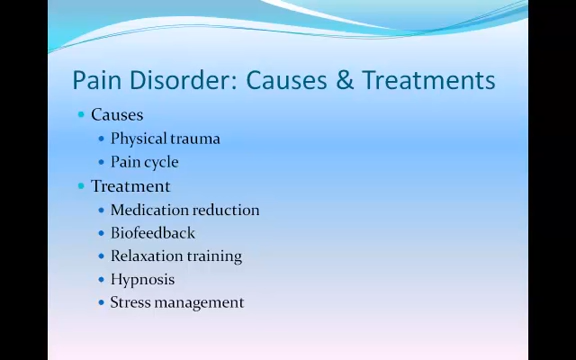 Pain Disorder: Causes & Treatments
Causes
Physical trauma
Pain cycle
Treatment
Medication reduction
Biofeedback
Relaxation training
Hypnosis
Stress management